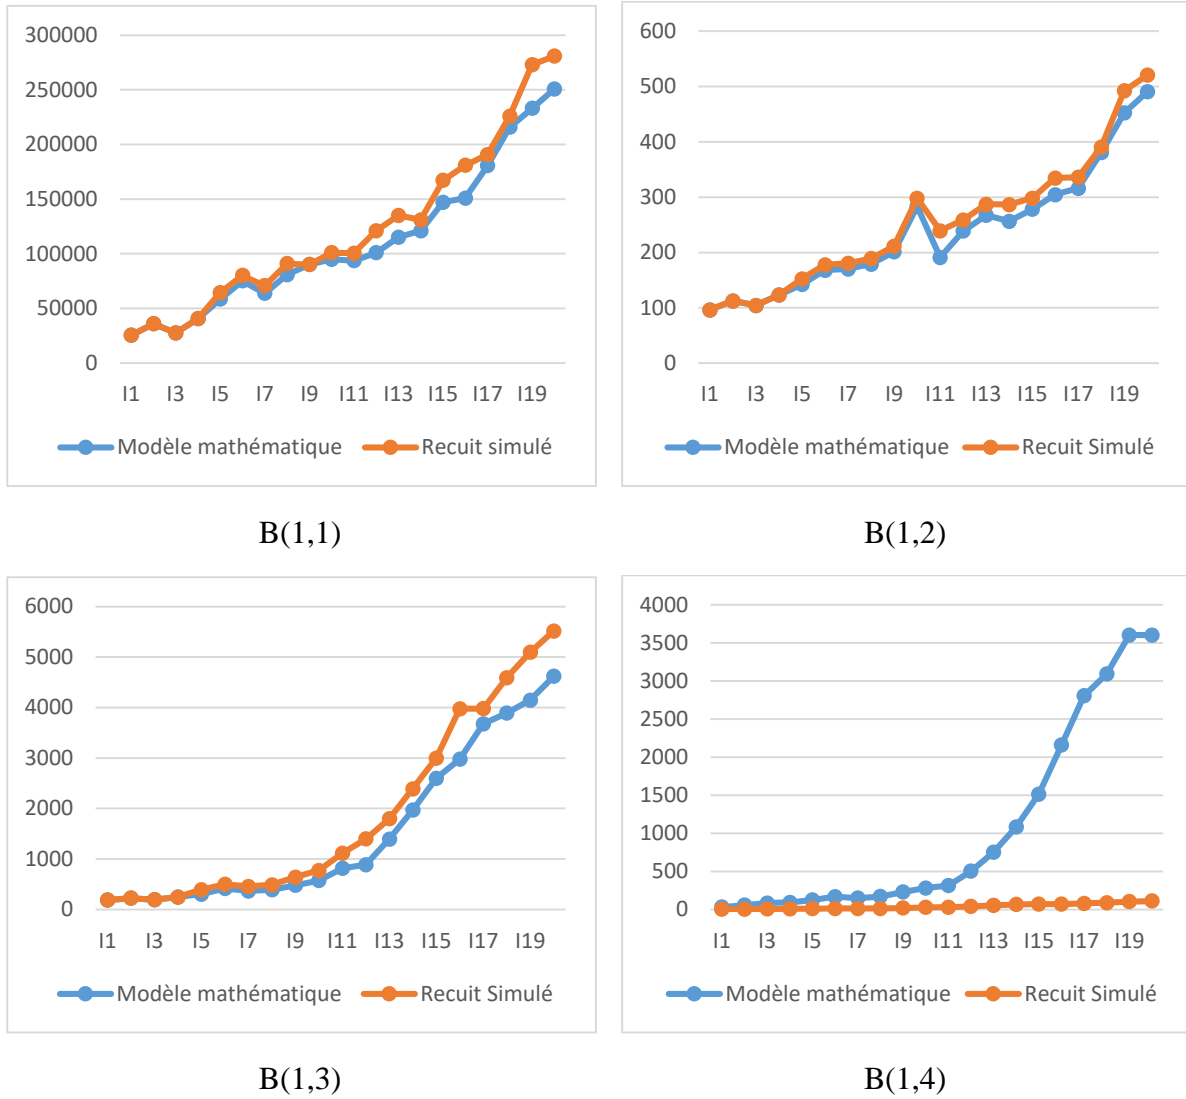 300000
250000
200000
150000
100000
50000
0
I1 I3 I5 I7 I9 I11 I13 I15 I17 I19
Modèle mathématique Recuit simulé
B(1,1)
600
500
400
300
200
100
0
I1 I3 I5 I7 I9 I11 I13 I15 I17 I19
Modèle mathématique Recuit Simulé
B(1,2)
6000
5000
4000
3000
2000
1000
0
I1 I3 I5 I7 I9 I11 I13 I15 I17 I19
Modèle mathématique Recuit Simulé
B(1,3)
4000
3500
3000
2500
2000
1500
1000
500
0
I1 I3 I5 I7 I9 I11 I13 I15 I17 I19
Modèle mathématique Recuit Simulé
B(1,4)